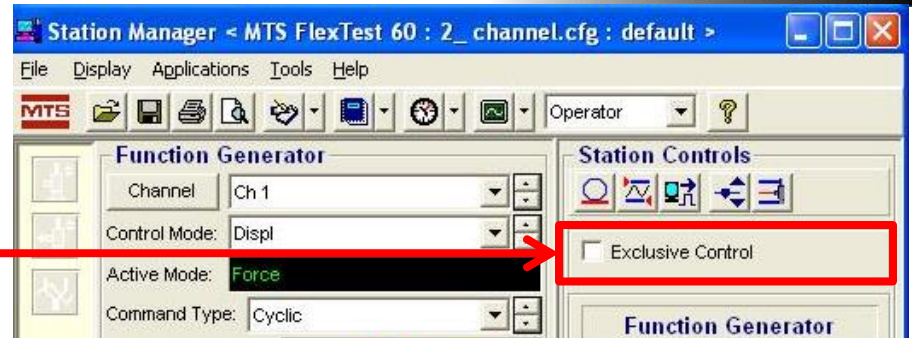 Station Manager < MTS FlexTest 60 : 2_ channel.cfg : default >
File Display Applications Tools Help
MTS Operator
Function Generator
Channel Ch 1
Control Mode: Displ
Active Mode: Force
Command Type: Cyclic
Station Controls
Exclusive Control
Function Generator